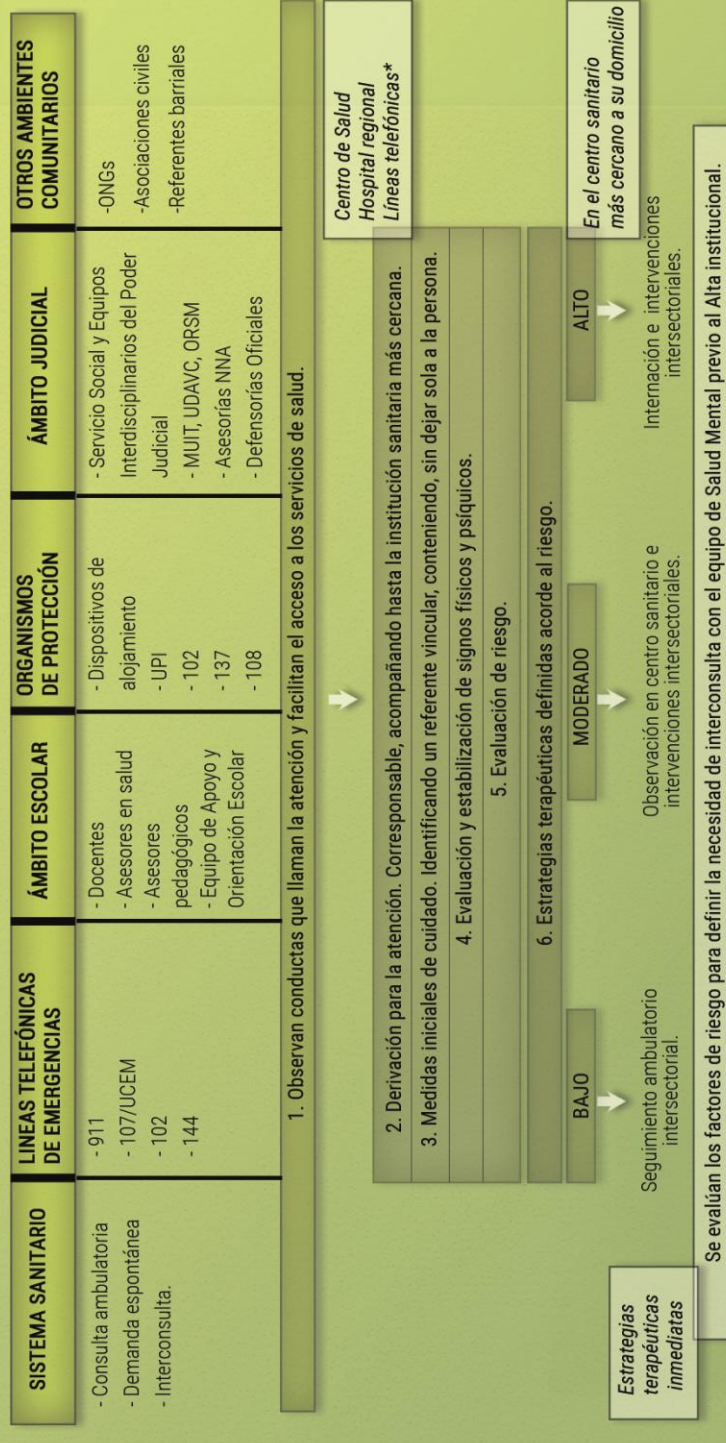 SISTEMA SANITARIO
- Consulta ambulatoria
- Demanda espontánea
- Interconsulta.
LINEAS TELEFÓNICAS
DE EMERGENCIAS
- 911
- 107/UCEM
- 102
- 144
ÁMBITO ESCOLAR
- Docentes
- Asesores en salud
- Asesores
pedagógicos
- Equipo de Apoyo y
Orientación Escolar
ORGANISMOS
DE PROTECCIÓN
- Dispositivos de
alojamiento
- UPI
- 102
- 137
- 108
ÁMBITO JUDICIAL
- Servicio Social y Equipos
Interdisciplinarios del Poder
Judicial
- MUIT, UDAVC, ORSM
- Asesorías NNA
- Defensorías Oficiales
OTROS AMBIENTES
COMUNITARIOS
-ONGs
-Asociaciones civiles
-Referentes barriales
1. Observan conductas que llaman la atención y facilitan el acceso a los servicios de salud.
Centro de Salud
Hospital regional
Líneas telefónicas*
2. Derivación para la atención. Corresponsable, acompañando hasta la institución sanitaria más cercana.
3. Medidas iniciales de cuidado. Identificando un referente vincular, conteniendo, sin dejar sola a la persona.
4. Evaluación y estabilización de signos físicos y psíquicos.
5. Evaluación de riesgo.
6. Estrategias terapéuticas definidas acorde al riesgo.
En el centro sanitario
más cercano a su domicilio
Estrategias
terapéuticas
inmediatas
BAJO
Seguimiento ambulatorio
intersectorial.
MODERADO
Observación en centro sanitario e
intervenciones intersectoriales.
ALTO
Internación e intervenciones
intersectoriales.
Se evalúan los factores de riesgo para definir la necesidad de interconsulta con el equipo de Salud Mental previo al Alta institucional.